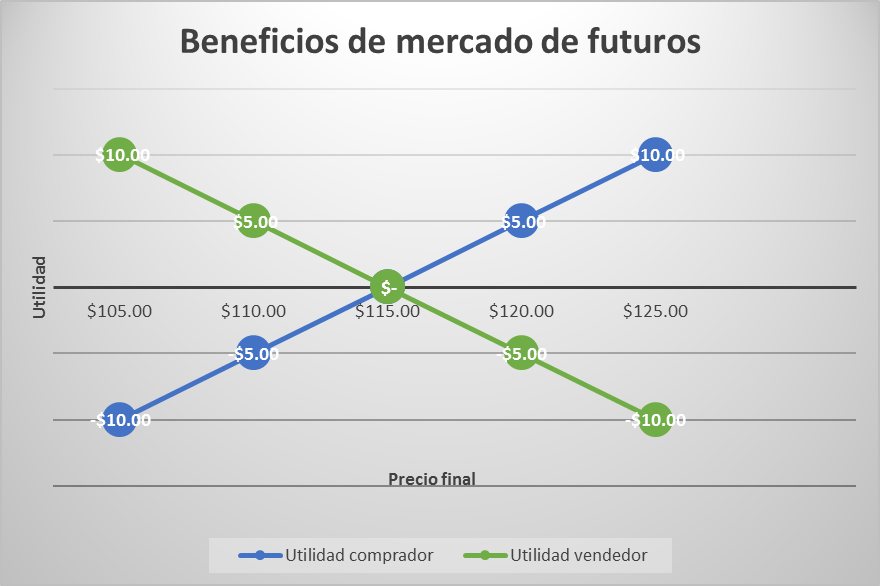 Beneficios de mercado de futuros
$10.00 $10.00
$5.00 $5.00
Utilidad
$-
$105.00 $110.00 $115.00 $120.00 $125.00
-$5.00 -$5.00
-$10.00 -$10.00
Precio final
Utilidad comprador Utilidad vendedor